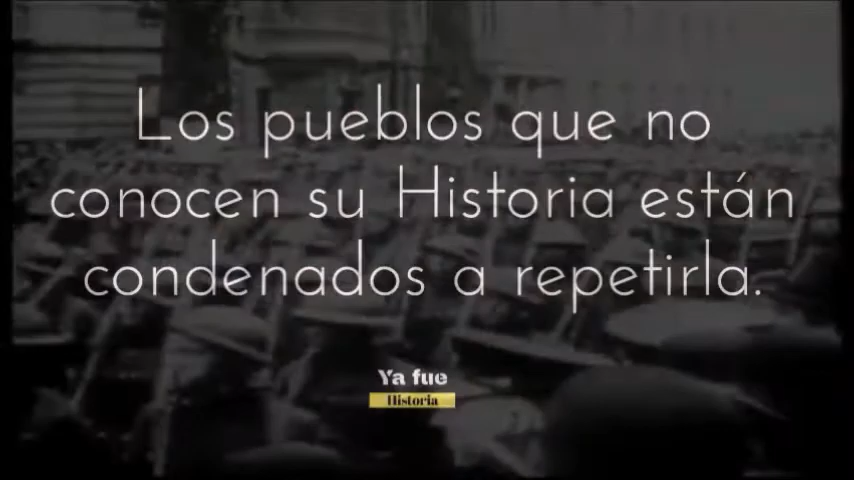 Los pueblos que no
conocen su Historia están
condenados a repetirla.
Ya fue
Historia